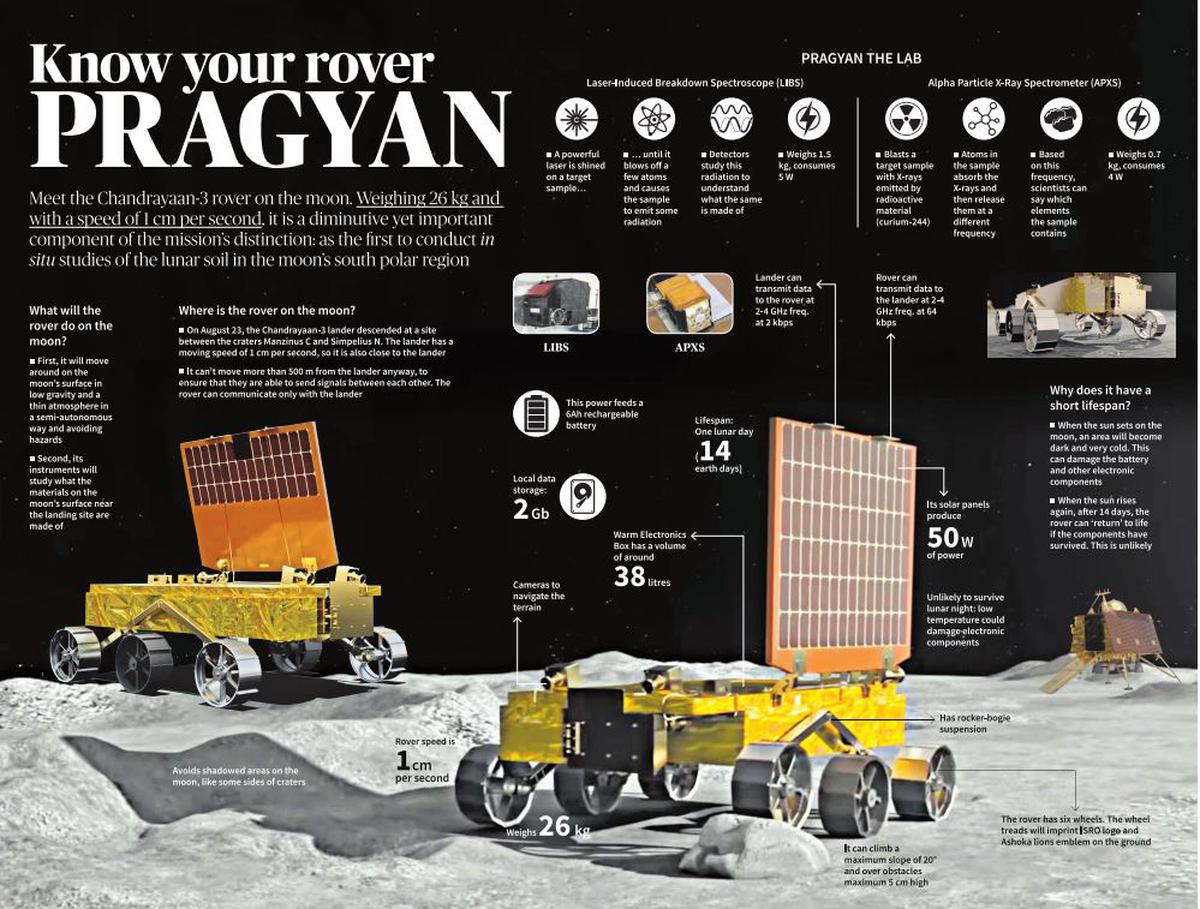 Know your rover
PRAGYAN
Meet the Chandrayaan-3 rover on the moon. Weighing 26 kg and
with a speed of 1 cm per second, it is a diminutive yet important
component of the mission's distinction: as the first to conduct in
situ studies of the lunar soil in the moon's south polar region
What will the
rover do on the
moon?
■ First, it will move
around on the
moon's surface in
low gravity and a
thin atmosphere in
a semi-autonomous
way and avoiding
hazards
■ Second, its
instruments will
study what the
materials on the
moon's surface near
the landing site are
made of
Where is the rover on the moon?
■ On August 23, the Chandrayaan-3 lander descended at a site
between the craters Manzinus C and Simpelius N. The lander has a
moving speed of 1 cm per second, so it is also close to the lander
■ It can't move more than 500 m from the lander anyway, to
ensure that they are able to send signals between each other. The
rover can communicate only with the lander
PRAGYAN THE LAB
Laser-Induced Breakdown Spectroscope (LIBS)
■ A powerful
laser is shined
on a target
sample...
■ ... until it
blows off a
few atoms
and causes
the sample
to emit some
radiation
■ Detectors
study this
radiation to
understand
what the same
is made of
■ Weighs 1.5
kg, consumes
5 W
Alpha Particle X-Ray Spectrometer (APXS)
■ Blasts a
target sample
with X-rays
emitted by
radioactive
material
(curium-244)
■ Atoms in
the sample
absorb the
X-rays and
then release
them at a
different
frequency
■ Based
on this
frequency,
scientists can
say which
elements
the sample
contains
■ Weighs 0.7
kg, consumes
4 W
LIBS
APXS
Lander can
transmit data
to the rover at
2-4 GHz freq.
at 2 kbps
Rover can
transmit data to
the lander at 2-4
GHz freq. at 64
kbps
This power feeds a
6Ah rechargeable
battery
Local data
storage:
2 Gb
Lifespan:
One lunar day
(14
earth days)
Warm Electronics
Box has a volume
of around
38 litres
Cameras to
navigate the
terrain
Its solar panels
produce
50 W
of power
Unlikely to survive
lunar night: low
temperature could
damage electronic
components
Why does it have a
short lifespan?
■ When the sun sets on the
moon, an area will become
dark and very cold. This
can damage the battery
and other electronic
components
■ When the sun rises
again, after 14 days, the
rover can 'return' to life
if the components have
survived. This is unlikely
Has rocker-bogie
suspension
Rover speed is
1 cm
per second
Avoids shadowed areas on the
moon, like some sides of craters
Weighs 26 kg
The rover has six wheels. The wheel
treads will imprint ISRO logo and
Ashoka lions emblem on the ground
It can climb a
maximum slope of 20°
and over obstacles
maximum 5 cm high